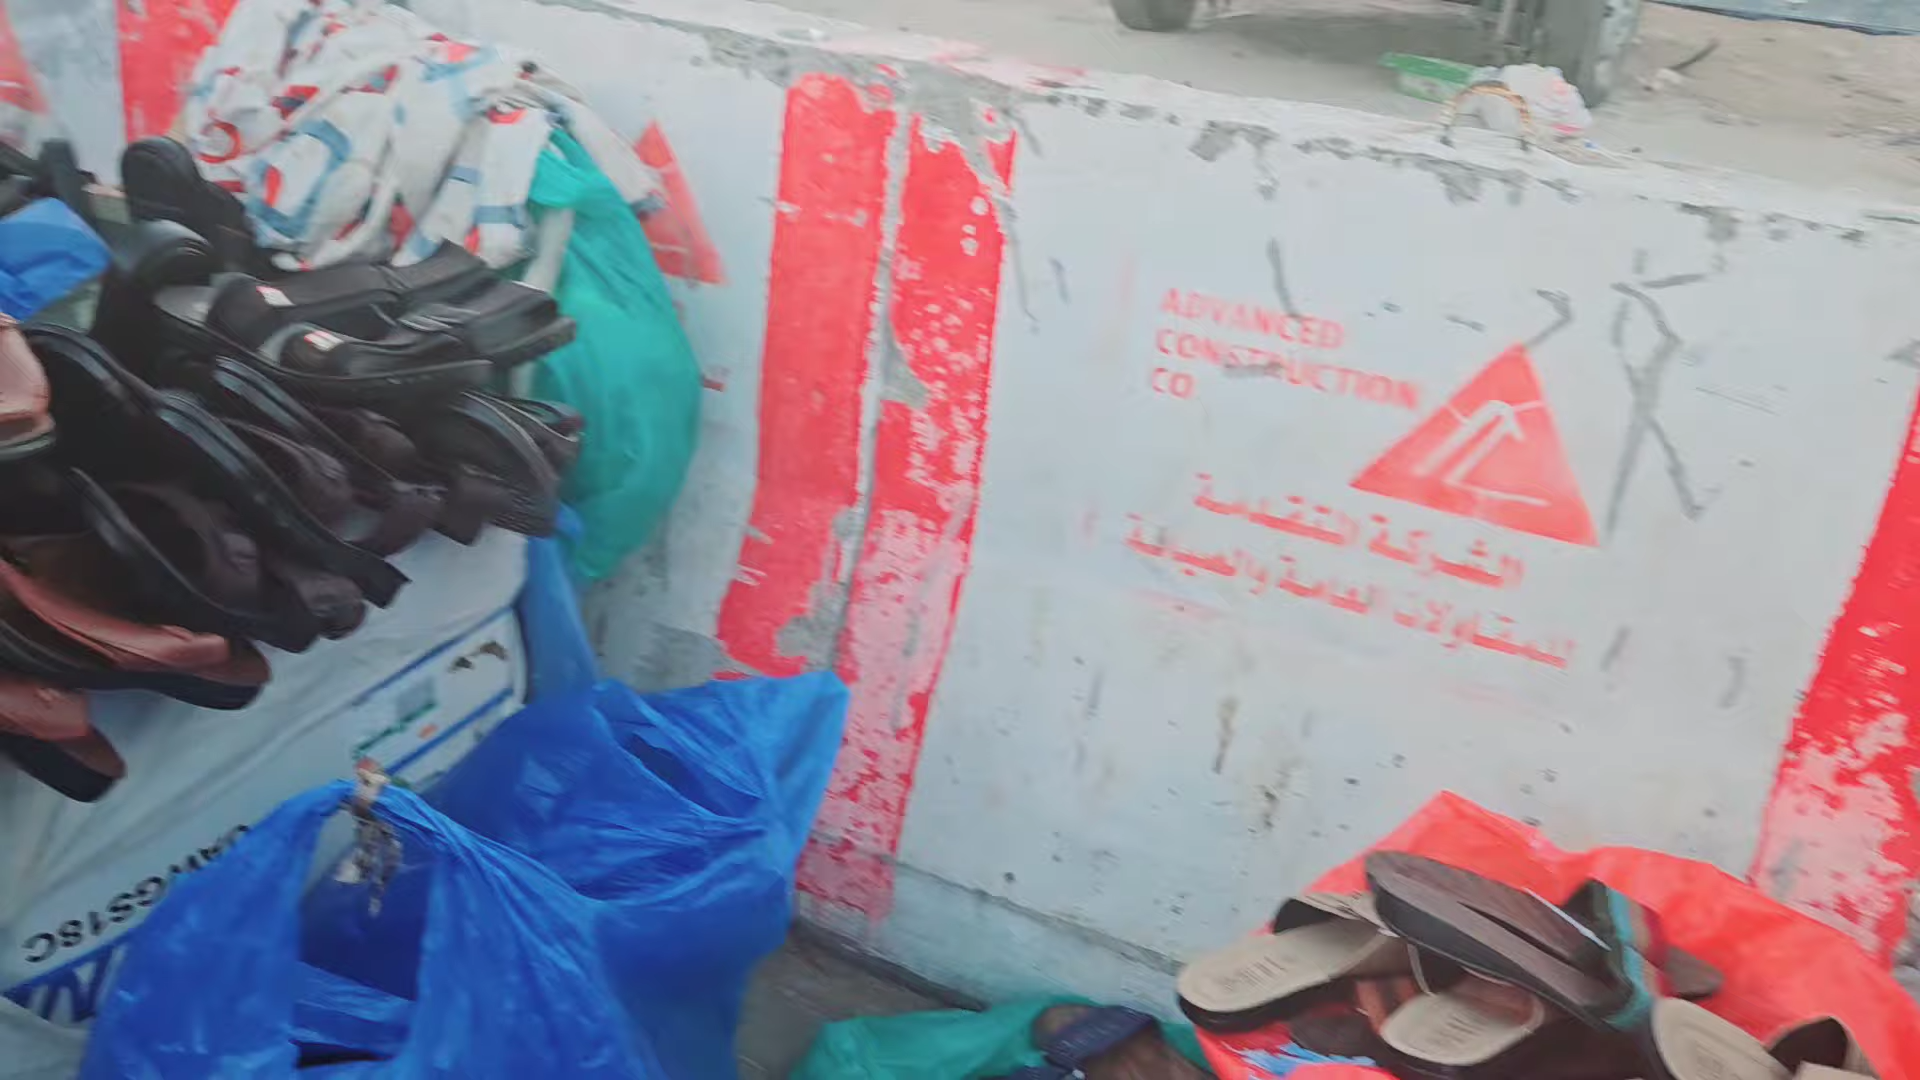 ADVANCED
CONSTRUCTION
CO
الشركة المتقدمة
للمقاولات العامة والصيانة